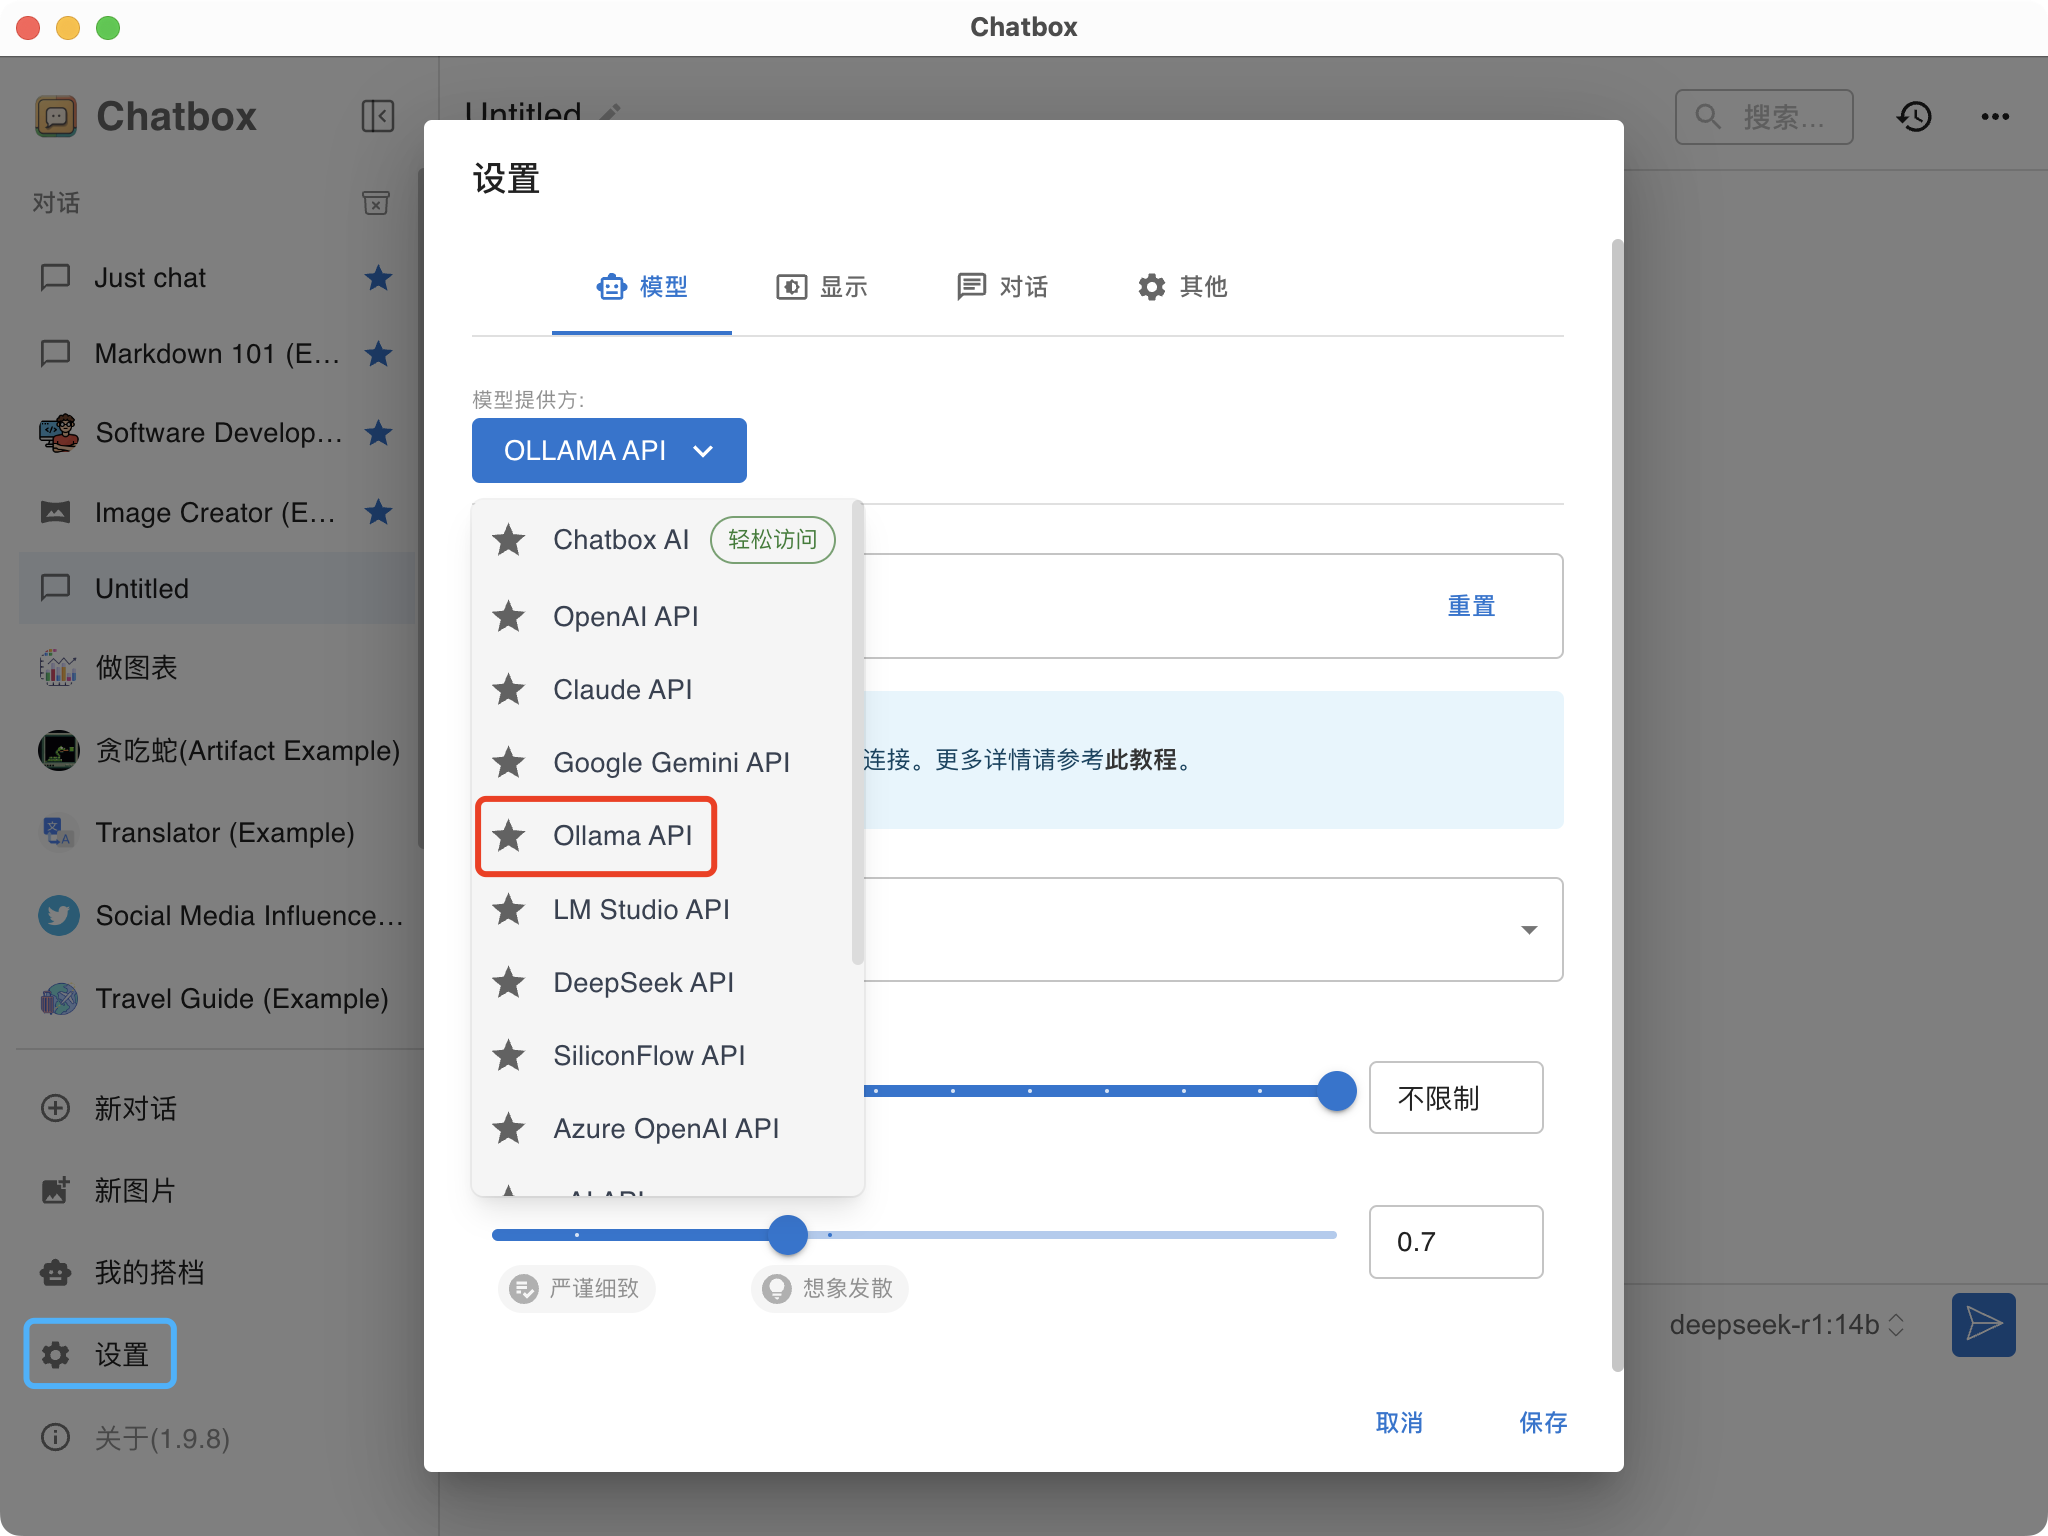 Chatbox
Chatbox
对话
Just chat
Markdown 101 (E...
Software Develop...
Image Creator (E...
Untitled
做图表
贪吃蛇(Artifact Example)
Translator (Example)
Social Media Influence...
Travel Guide (Example)
新对话
新图片
我的搭档
设置
关于(1.9.8)
Untitled
搜索...
设置
模型
显示
对话
其他
模型提供方:
OLLAMA API
Chatbox AI 轻松访问
OpenAI API
Claude API
Google Gemini API
Ollama API
LM Studio API
DeepSeek API
SiliconFlow API
Azure OpenAI API
重置
连接。更多详情请参考此教程。
不限制
0.7
严谨细致
想象发散
取消
保存
deepseek-r1:14b